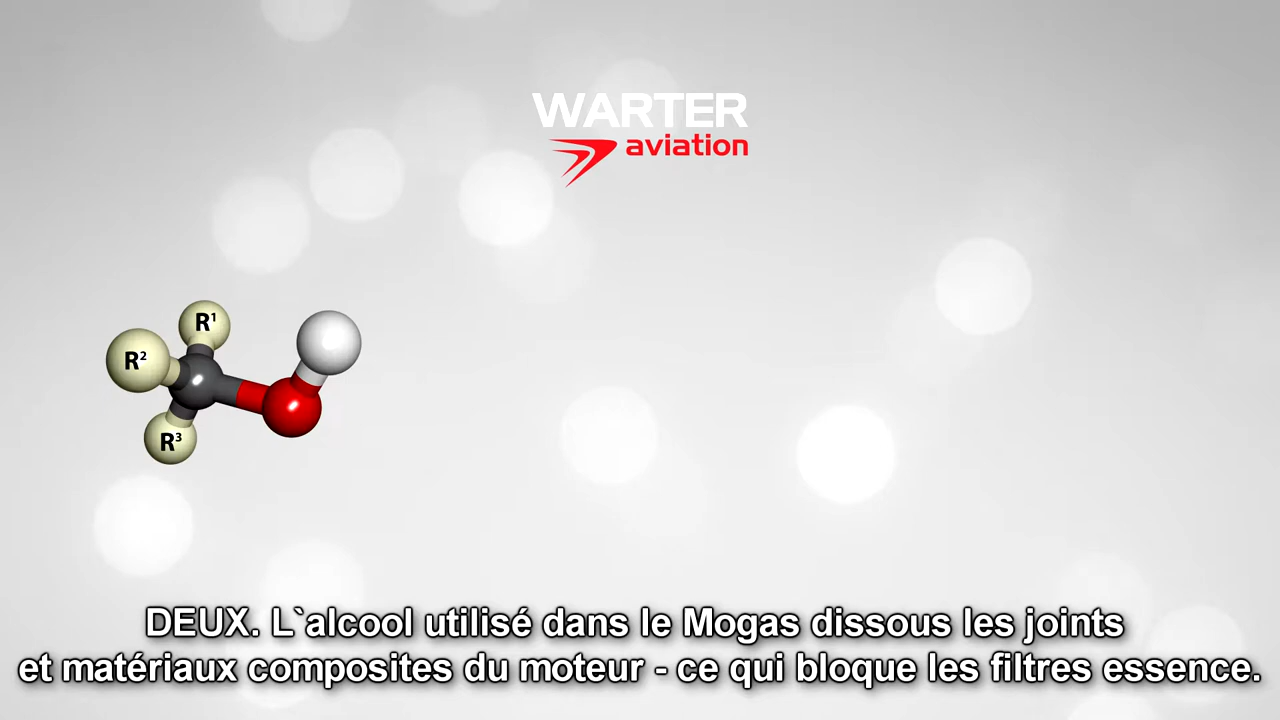 WARTER
aviation
R¹
R²
R³
DEUX. L`alcool utilisé dans le Mogas dissous les joints
et matériaux composites du moteur - ce qui bloque les filtres essence.